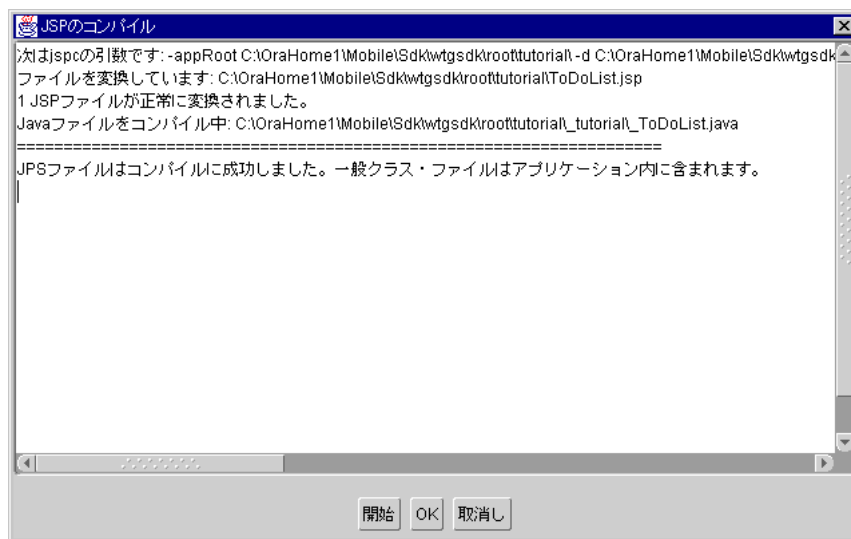 JSPのコンパイル
次はjspcの引数です: -appRoot C:\OraHome1\Mobile\Sdk\wtgsdk\root\tutorial\ -d C:\OraHome1\Mobile\Sdk\wtgsdk
ファイルを変換しています: C:\OraHome1\Mobile\Sdk\wtgsdk\root\tutorial\ToDoList.jsp
1 JSPファイルが正常に変換されました。
Javaファイルをコンパイル中: C:\OraHome1\Mobile\Sdk\wtgsdk\root\tutorial\_tutorial\_ToDoList.java
=====================================================================
JPSファイルはコンパイルに成功しました。一般クラス・ファイルはアプリケーション内に含まれます。
開始 OK 取消し